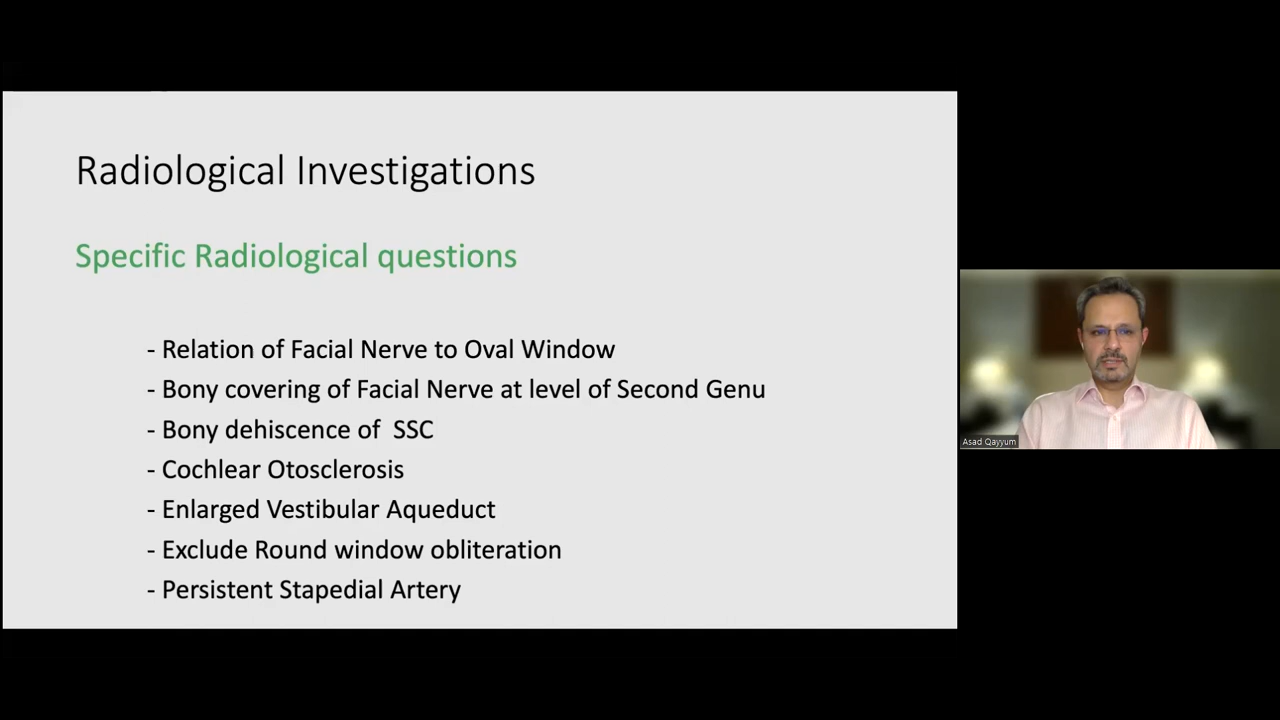 Radiological Investigations
Specific Radiological questions
- Relation of Facial Nerve to Oval Window
- Bony covering of Facial Nerve at level of Second Genu
- Bony dehiscence of  SSC
- Cochlear Otosclerosis
- Enlarged Vestibular Aqueduct
- Exclude Round window obliteration
- Persistent Stapedial Artery
Asad Qayyum